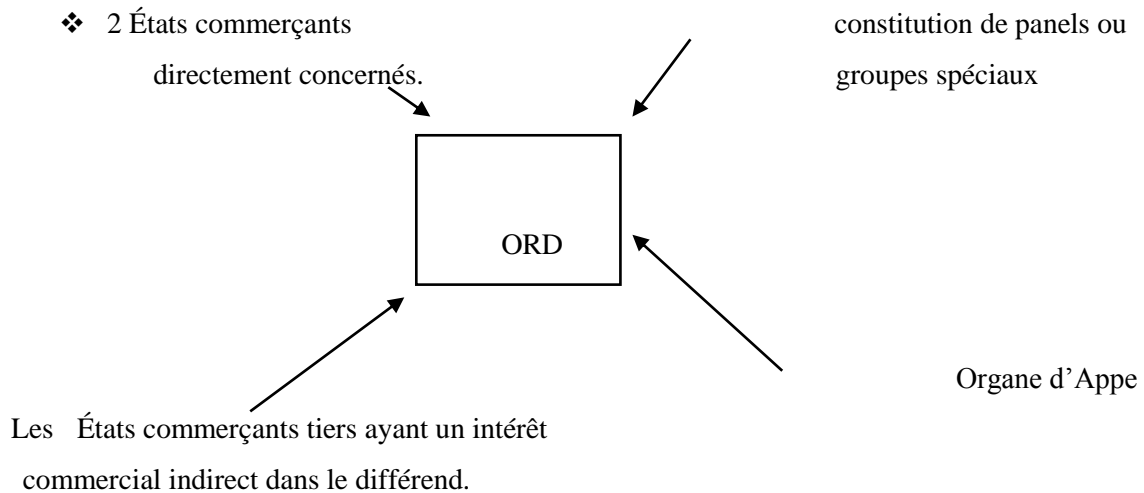 ❖ 2 États commerçants
directement concernés.
constitution de panels ou
groupes spéciaux
ORD
Organe d’Appe
Les États commerçants tiers ayant un intérêt
commercial indirect dans le différend.